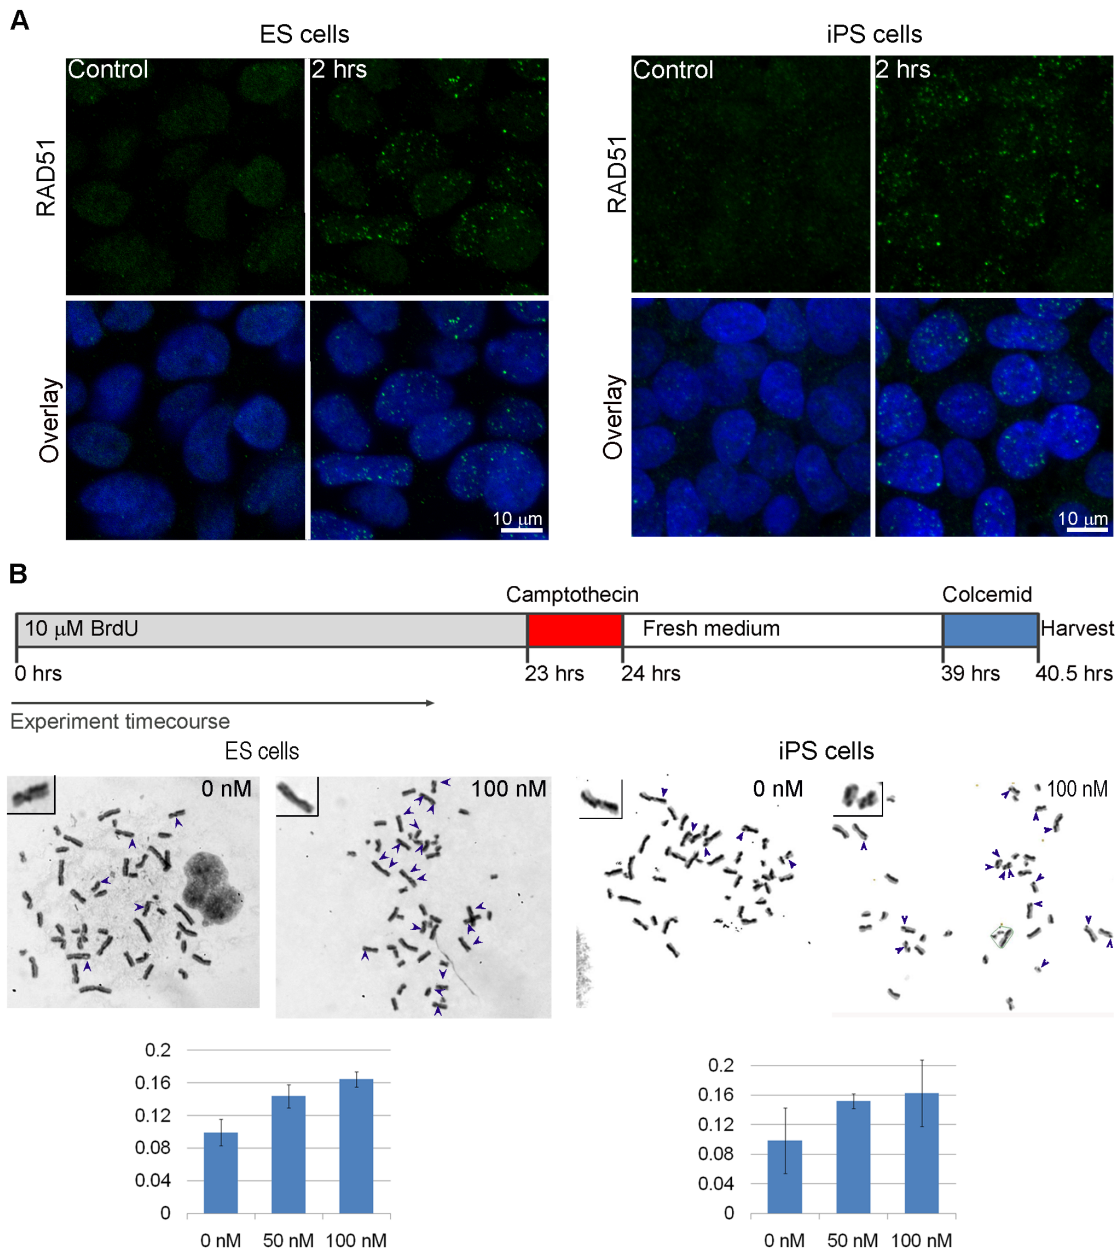 A
ES cells
iPS cells
Control
2 hrs
Control
2 hrs
RAD51
RAD51
Overlay
Overlay
10 μm
10 μm
B
Camptothecin
Colcemid
10 μM BrdU
Fresh medium
Harvest
0 hrs
23 hrs
24 hrs
39 hrs
40.5 hrs
Experiment timecourse
ES cells
iPS cells
0 nM
100 nM
0 nM
100 nM
0.2
0.16
0.12
0.08
0.04
0
0 nM
50 nM
100 nM
0.2
0.16
0.12
0.08
0.04
0
0 nM
50 nM
100 nM